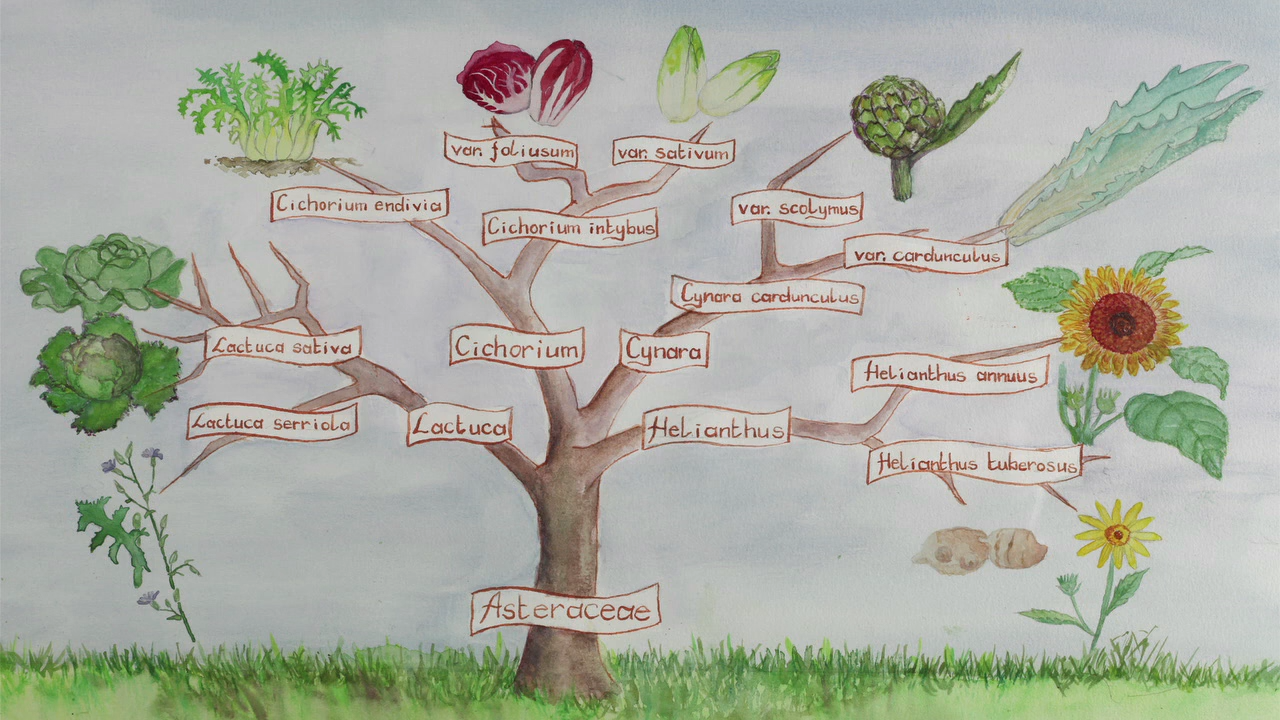 var. foliusum
var. sativum
Cichorium endivia
var. scolymus
Cichorium intybus
var. cardunculus
Cynara cardunculus
Lactuca sativa
Cichorium
Cynara
Helianthus annuus
Lactuca serriola
Lactuca
Helianthus
Helianthus tuberosus
Asteraceae